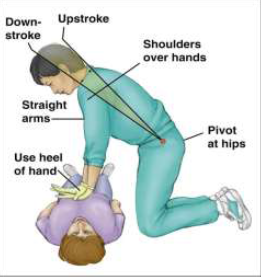 Down-
stroke
Upstroke
Shoulders
over hands
Straight
arms
Pivot
at hips
Use heel
of hand